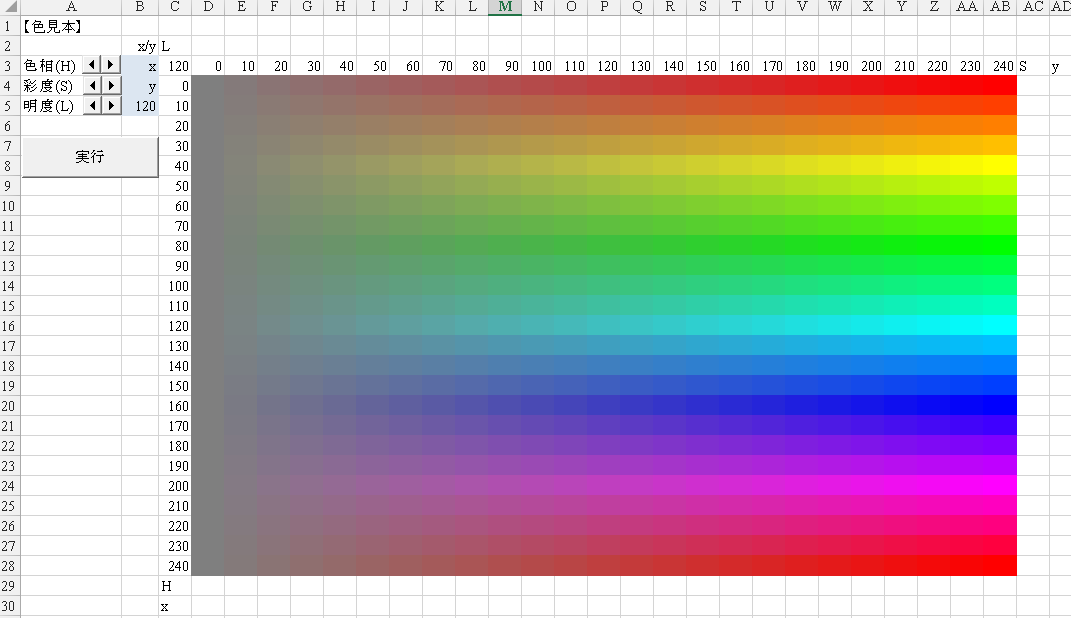 A B C D E F G H I J K L M N O P Q R S T U V W X Y Z AA AB AC AD
1 【色見本】
2 x/y L
3 色相(H) x 120 0 10 20 30 40 50 60 70 80 90 100 110 120 130 140 150 160 170 180 190 200 210 220 230 240 S y
4 彩度(S) y 0
5 明度(L) 120 10
6 20
7 30
実行
8 40
9 50
10 60
11 70
12 80
13 90
14 100
15 110
16 120
17 130
18 140
19 150
20 160
21 170
22 180
23 190
24 200
25 210
26 220
27 230
28 240
29 H
30 x